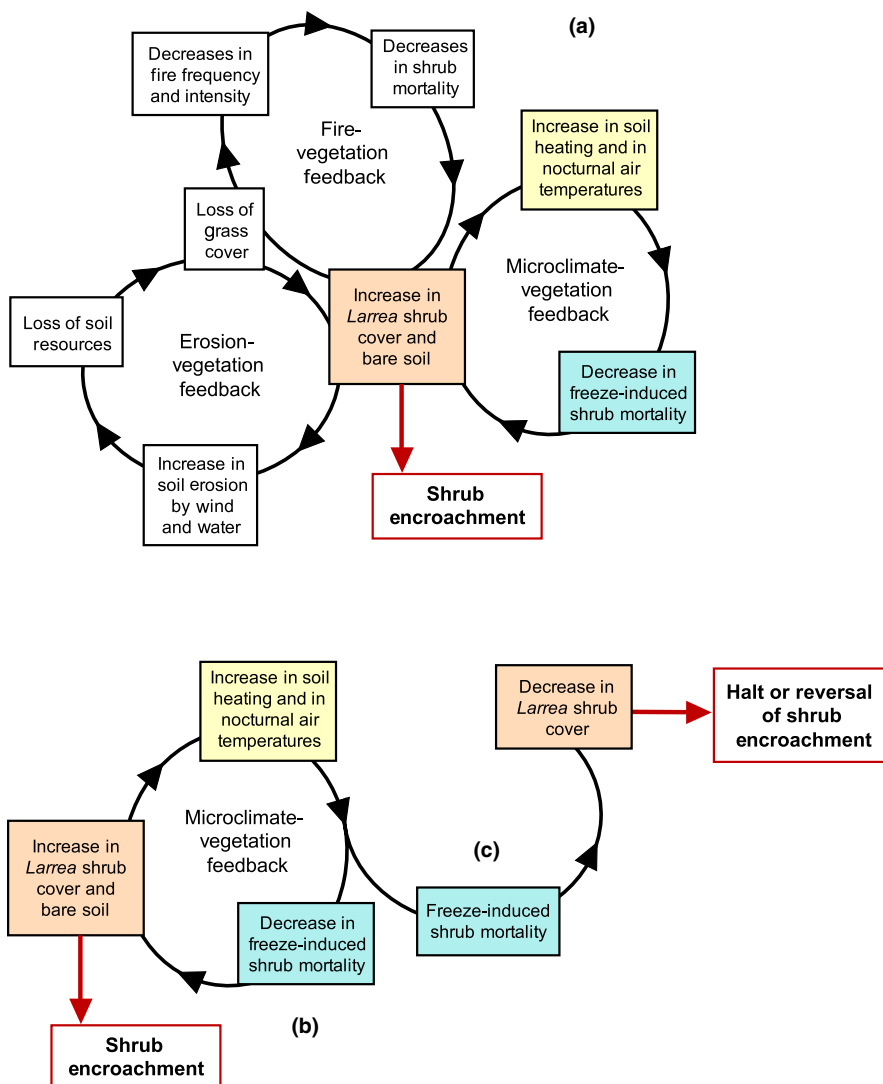 (a)
Decreases in
fire frequency
and intensity
Decreases
in shrub
mortality
Fire-
vegetation
feedback
Increase in soil
heating and in
nocturnal air
temperatures
Loss of
grass
cover
Microclimate-
vegetation
feedback
Loss of soil
resources
Erosion-
vegetation
feedback
Increase in
Larrea shrub
cover and
bare soil
Decrease in
freeze-induced
shrub mortality
Increase in
soil erosion
by wind
and water
Shrub
encroachment
Increase in soil
heating and in
nocturnal air
temperatures
Decrease in
Larrea shrub
cover
Halt or reversal
of shrub
encroachment
Microclimate-
vegetation
feedback
Increase in
Larrea shrub
cover and
bare soil
(c)
Decrease in
freeze-induced
shrub mortality
Freeze-induced
shrub mortality
(b)
Shrub
encroachment